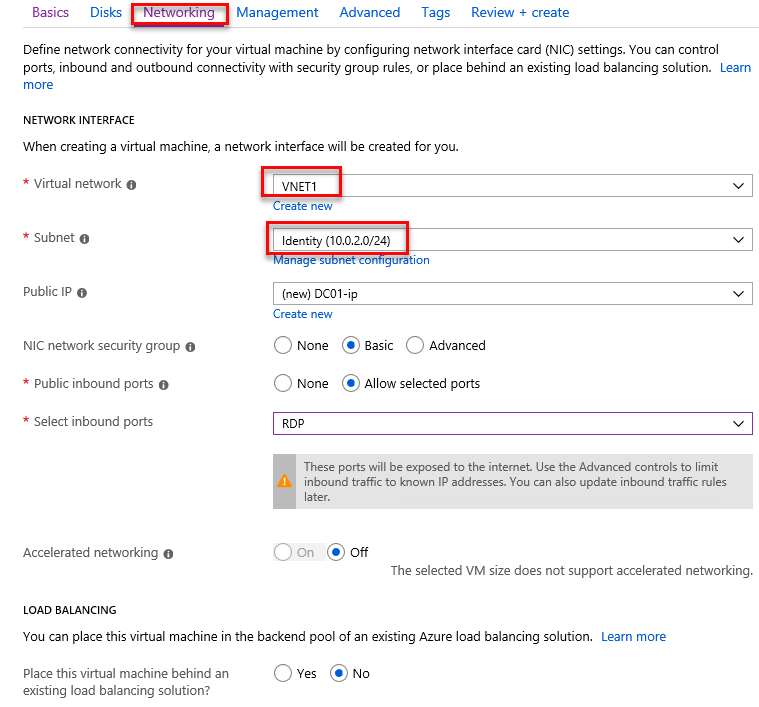 Basics Disks Networking Management Advanced Tags Review + create
Define network connectivity for your virtual machine by configuring network interface card (NIC) settings. You can control
ports, inbound and outbound connectivity with security group rules, or place behind an existing load balancing solution. Learn
more
NETWORK INTERFACE
When creating a virtual machine, a network interface will be created for you.
* Virtual network
VNET1
Create new
* Subnet
Identity (10.0.2.0/24)
Manage subnet configuration
Public IP
(new) DC01-ip
Create new
NIC network security group
None Basic Advanced
* Public inbound ports
None Allow selected ports
* Select inbound ports
RDP
These ports will be exposed to the internet. Use the Advanced controls to limit
inbound traffic to known IP addresses. You can also update inbound traffic rules
later.
Accelerated networking
On Off
The selected VM size does not support accelerated networking.
LOAD BALANCING
You can place this virtual machine in the backend pool of an existing Azure load balancing solution. Learn more
Place this virtual machine behind an
existing load balancing solution?
Yes No